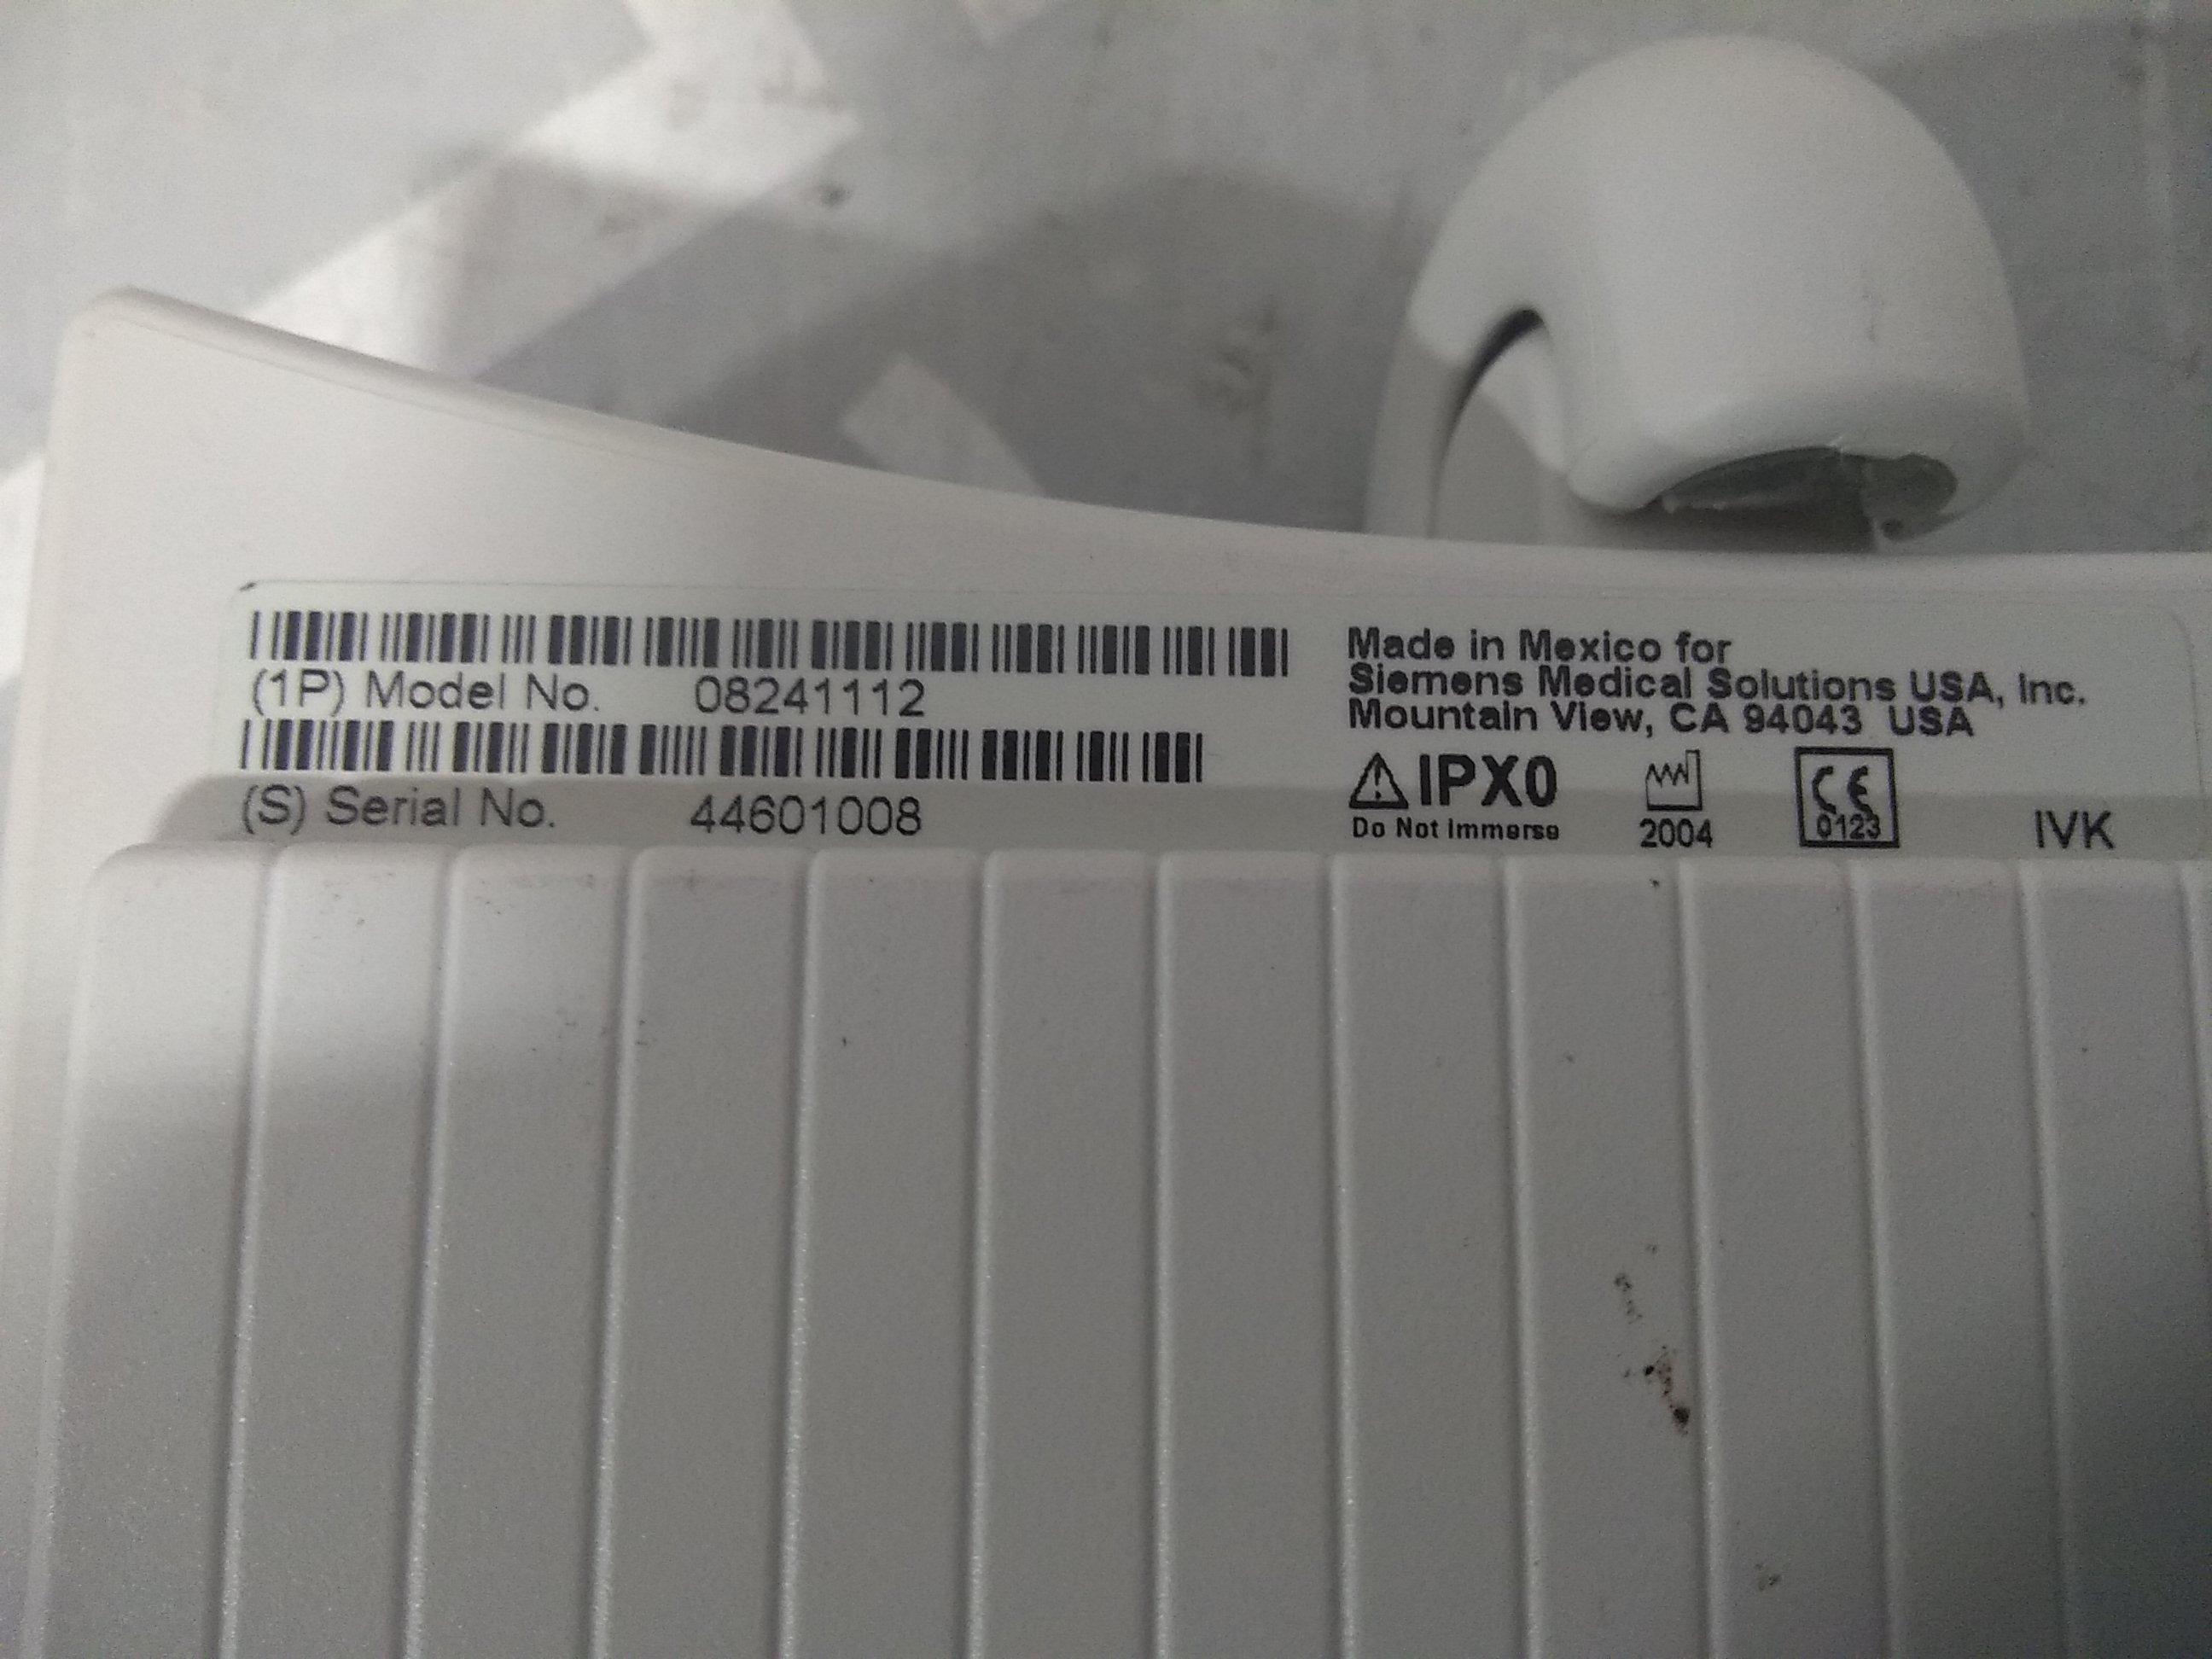 (1P) Model No. 08241112
(S) Serial No. 44601008
Made in Mexico for
Siemens Medical Solutions USA, Inc.
Mountain View, CA 94043 USA
IPX0
Do Not Immerse
2004
CE
0123
IVK